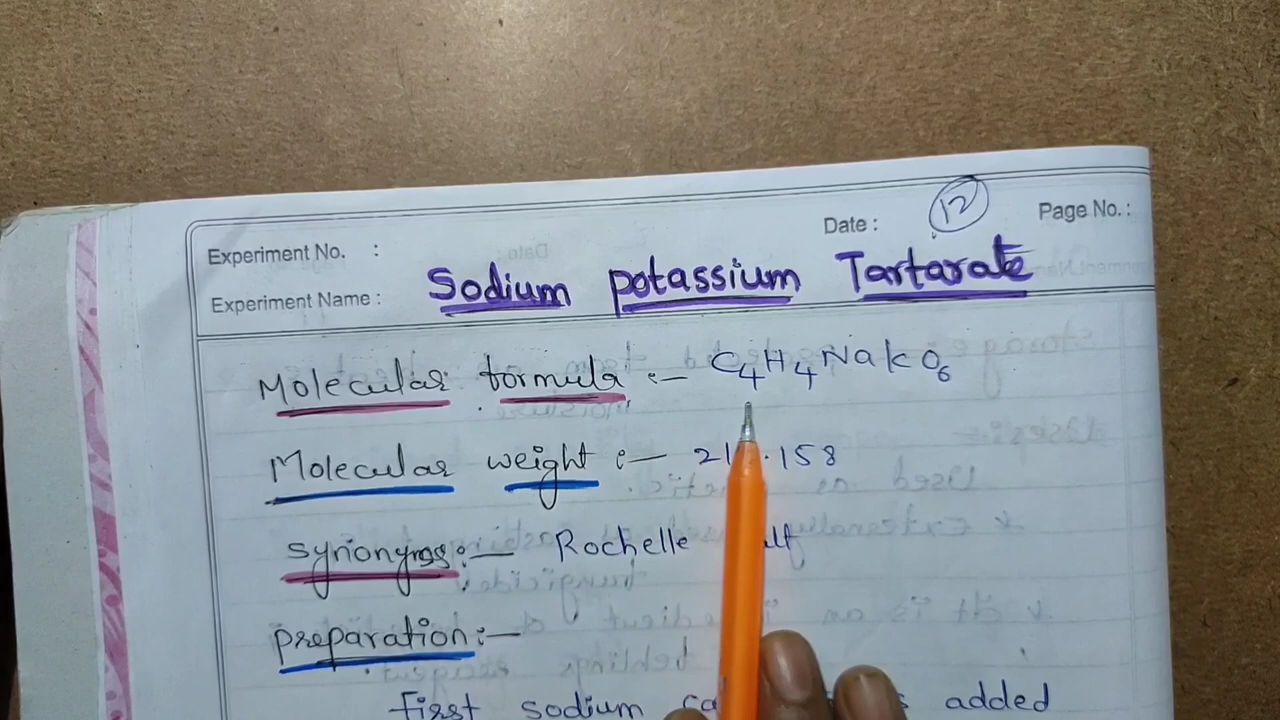 Date : 12 Page No. :
Experiment No. :
Experiment Name : Sodium potassium Tartarate
Molecular formula :- C4H4NakO6
Molecular weight :-
Synonyms :- Rochelle
preparation :-
first sodium added